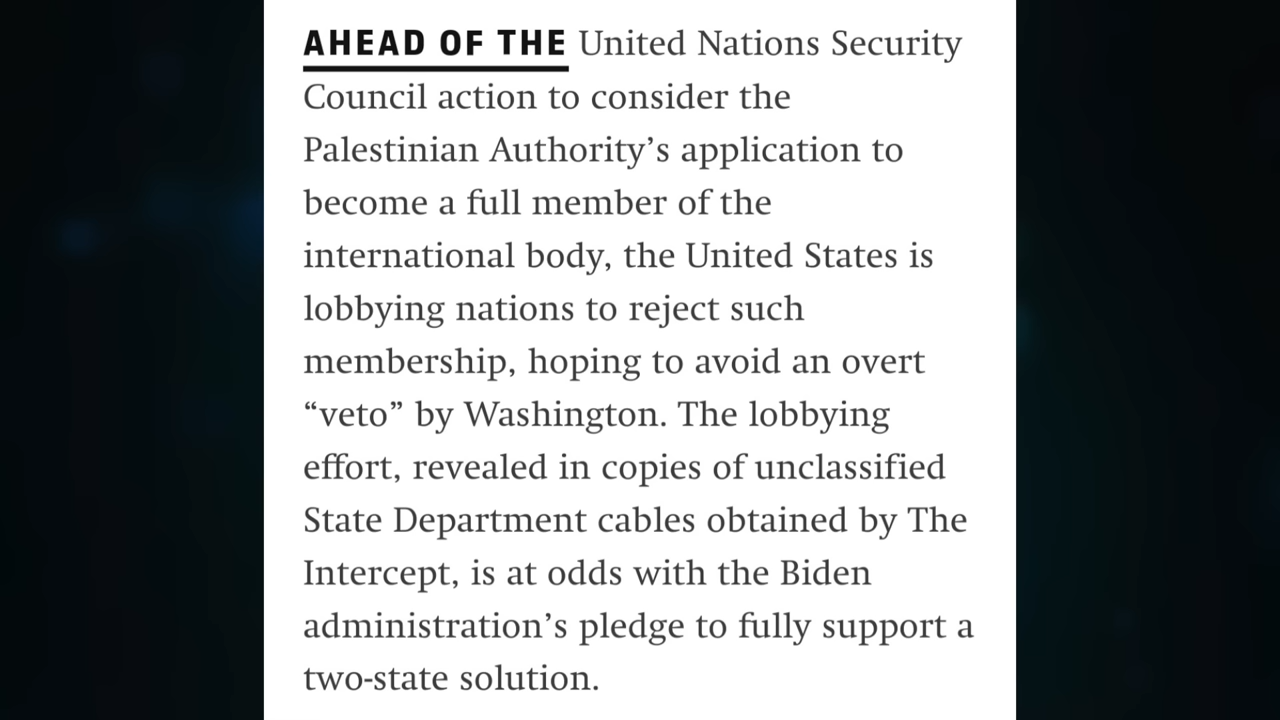 AHEAD OF THE United Nations Security
Council action to consider the
Palestinian Authority’s application to
become a full member of the
international body, the United States is
lobbying nations to reject such
membership, hoping to avoid an overt
“veto” by Washington. The lobbying
effort, revealed in copies of unclassified
State Department cables obtained by The
Intercept, is at odds with the Biden
administration’s pledge to fully support a
two-state solution.